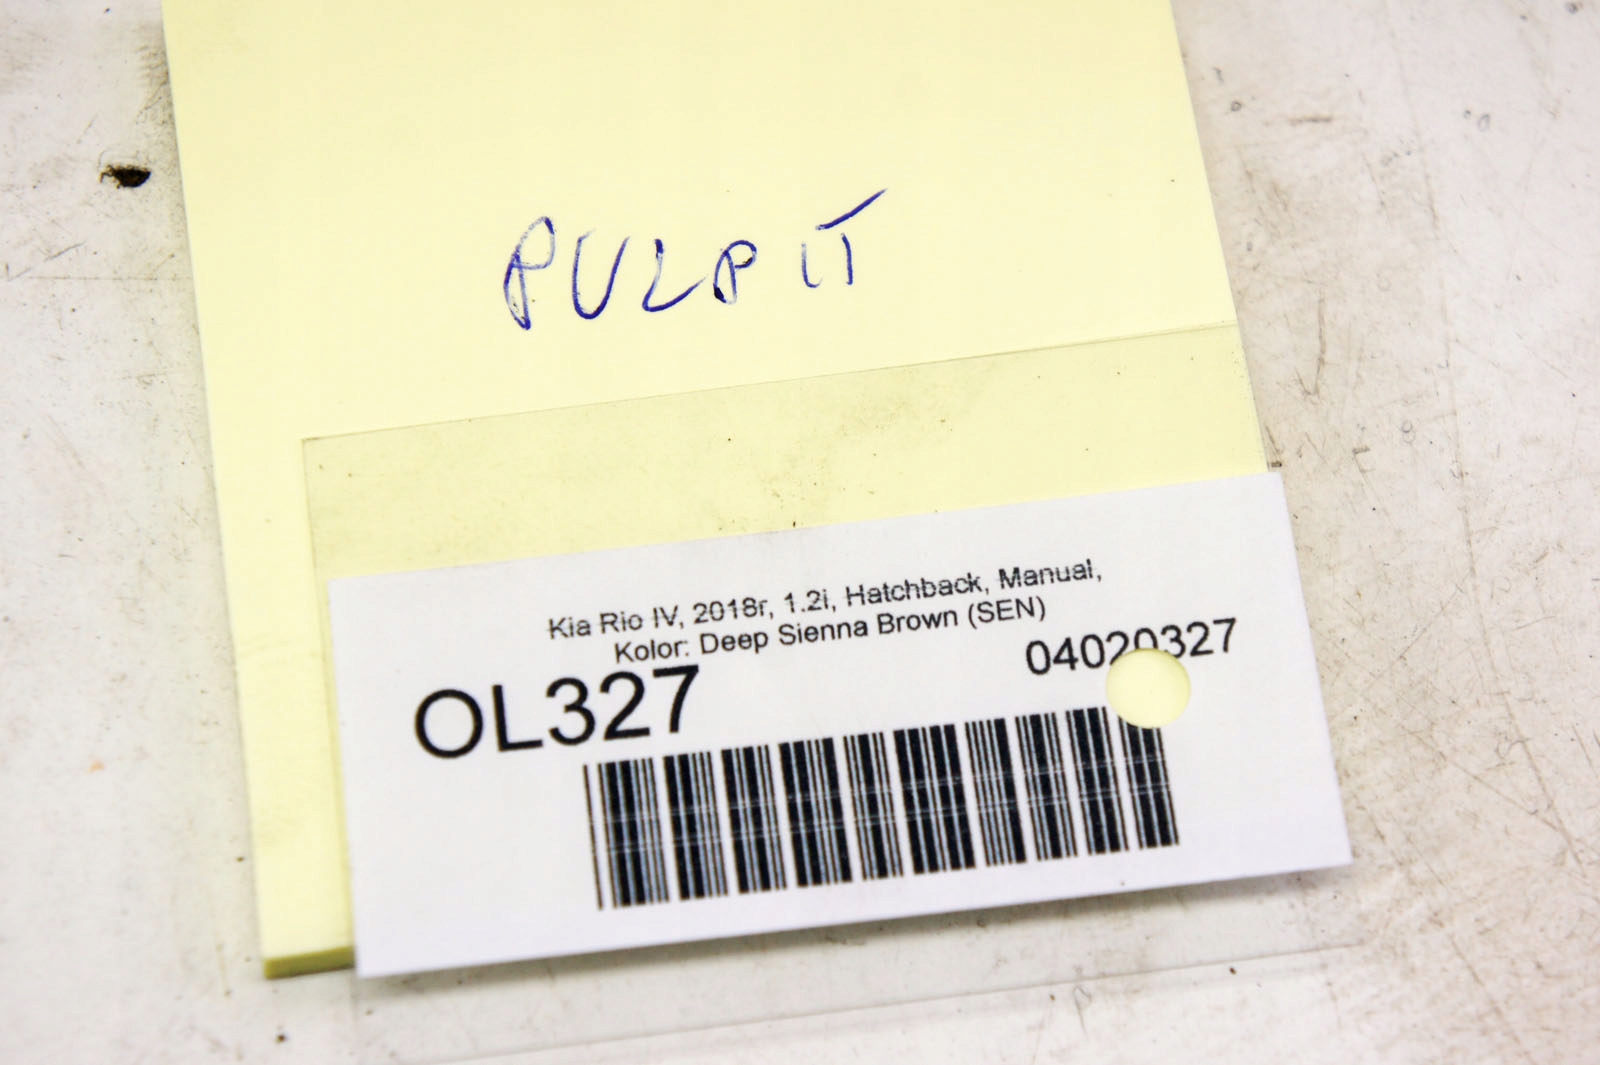 PULPIT
Kia Rio IV, 2018r, 1.2i, Hatchback, Manual,
Kolor: Deep Sienna Brown (SEN)
04020327
OL327